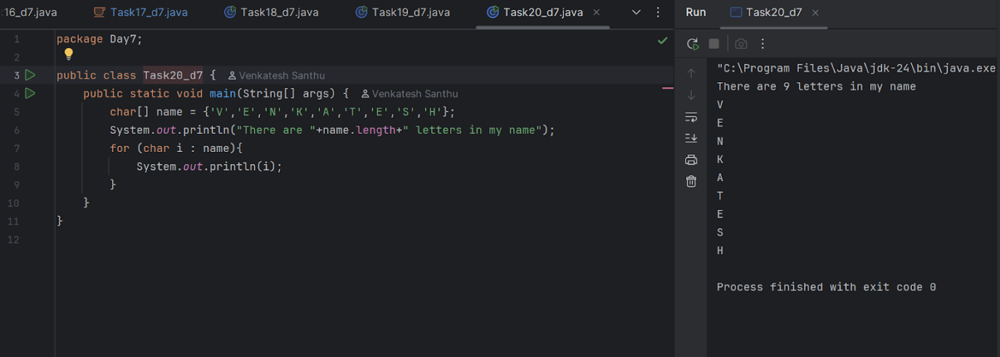 16_d7.java Task17_d7.java Task18_d7.java Task19_d7.java Task20_d7.java
1 package Day7;
2
3 public class Task20_d7 { Venkatesh Santhu
4 public static void main(String[] args) { Venkatesh Santhu
5 char[] name = {'V','E','N','K','A','T','E','S','H'};
6 System.out.println("There are "+name.length+" letters in my name");
7 for (char i : name){
8 System.out.println(i);
9 }
10 }
11 }
12
Run Task20_d7
"C:\Program Files\Java\jdk-24\bin\java.exe
There are 9 letters in my name
V
E
N
K
A
T
E
S
H
Process finished with exit code 0